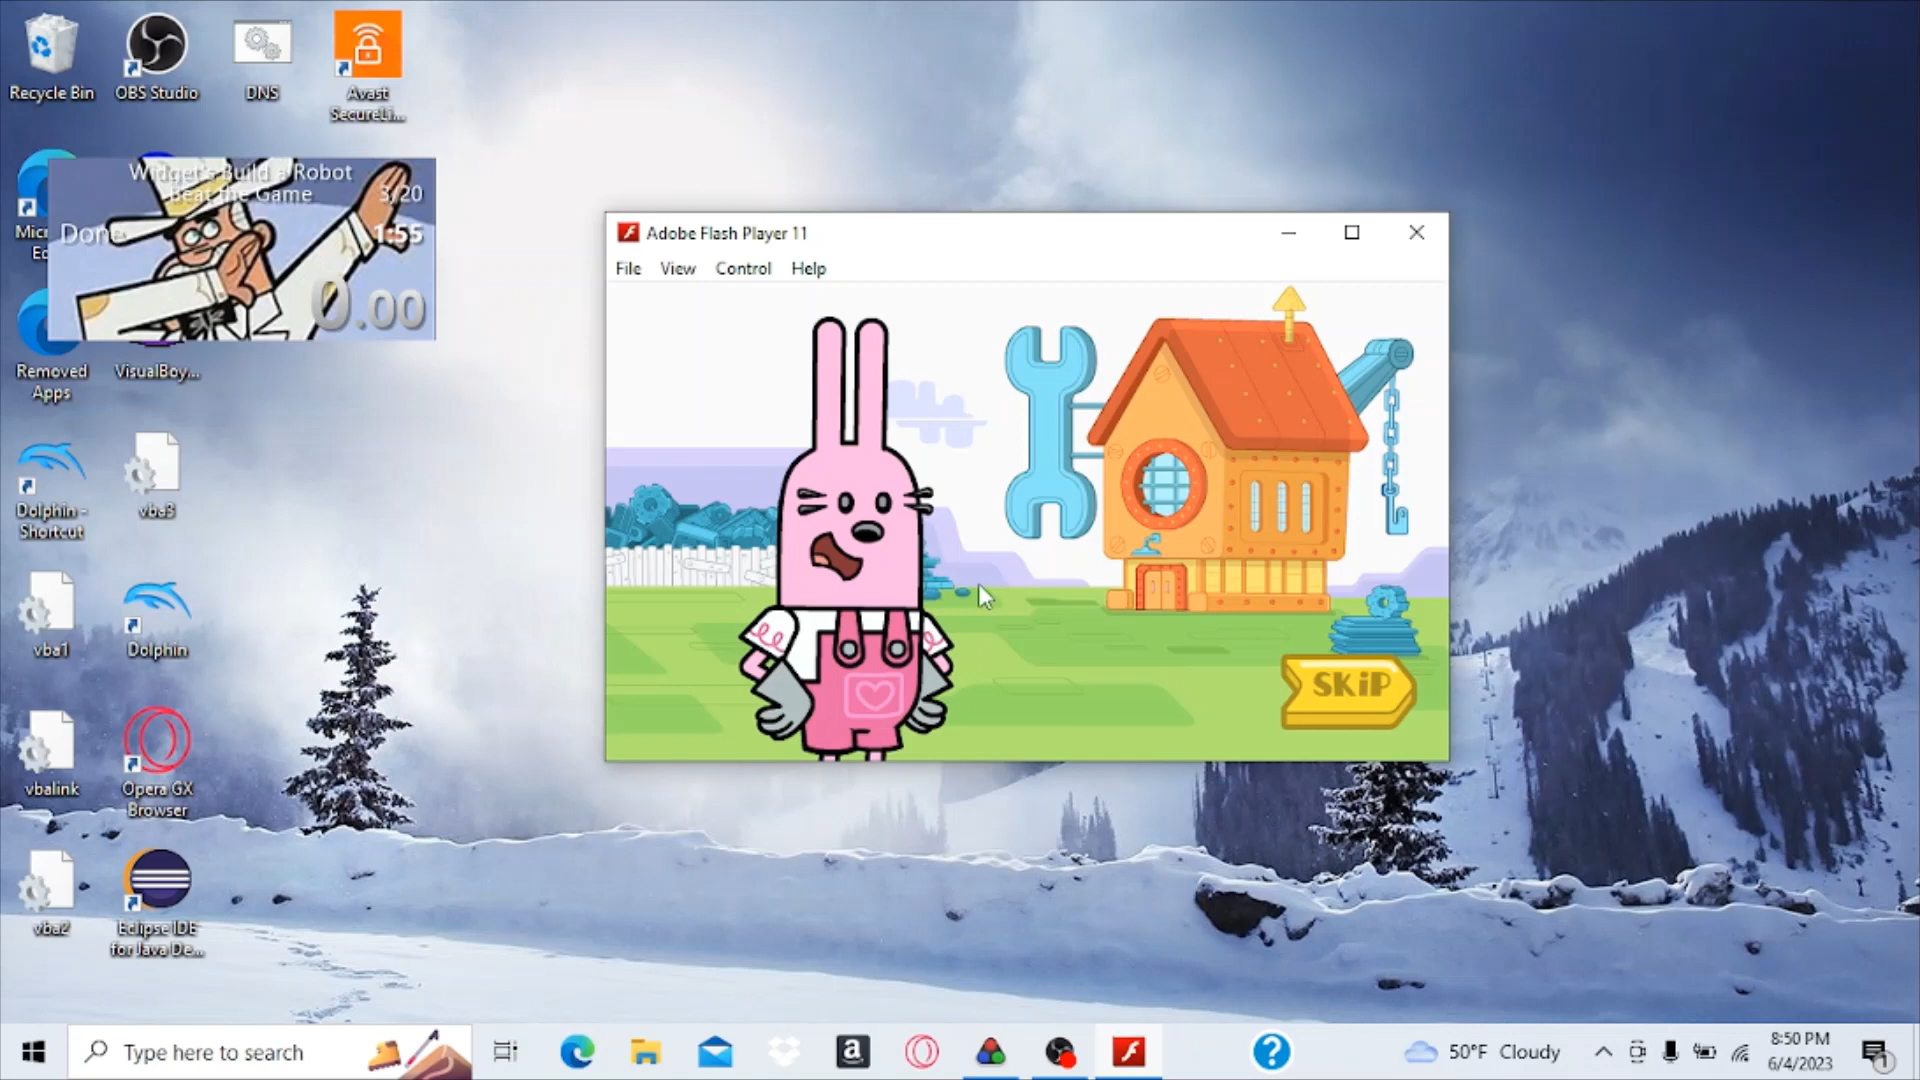 Recycle Bin
OBS Studio
DNS
Avast
SecureLi...
Widget's Build a Robot
Beat the Game
3/20
Done
1:55
0.00
Micr
Ed
Removed
Apps
VisualBoy...
Dolphin -
Shortcut
vba3
vba1
Dolphin
vbalink
Opera GX
Browser
vba2
Eclipse IDE
for Java De...
Adobe Flash Player 11
File View Control Help
SKiP
Type here to search
a
?
50°F Cloudy
8:50 PM
6/4/2023
1